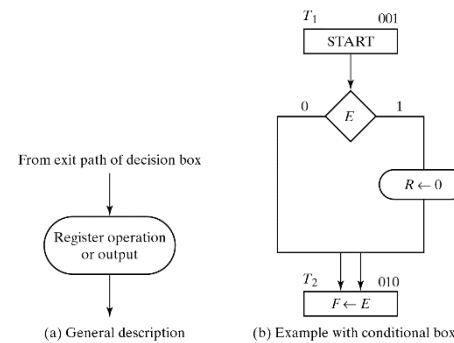 From exit path of decision box
Register operation
or output
(a) General description
T₁ 001
START
0 E 1
R ← 0
T₂ 010
F ← E
(b) Example with conditional box